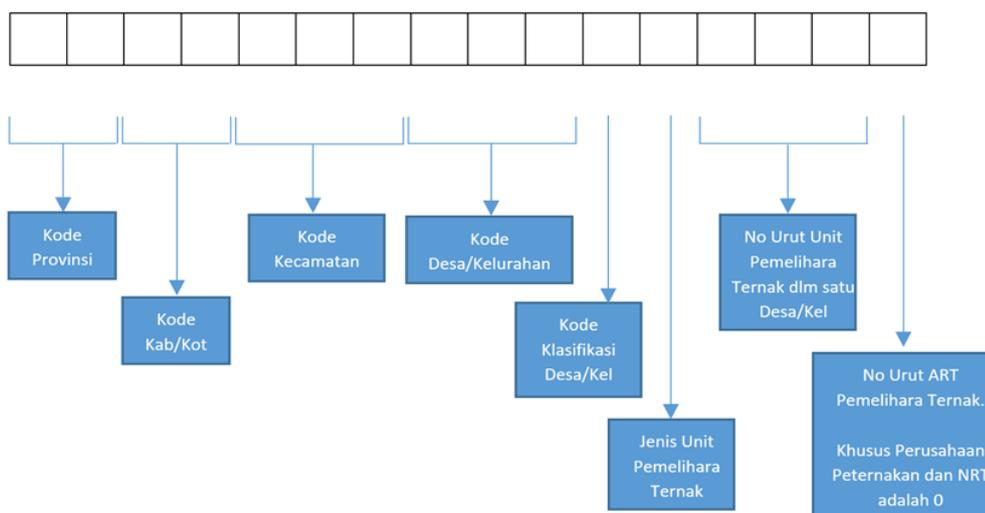 Kode
Provinsi
Kode
Kab/Kot
Kode
Kecamatan
Kode
Desa/Kelurahan
Kode
Klasifikasi
Desa/Kel
Jenis Unit
Pemelihara
Ternak
No Urut Unit
Pemelihara
Ternak dlm satu
Desa/Kel
No Urut ART
Pemelihara Ternak.
Khusus Perusahaan
Peternakan dan NRT
adalah 0